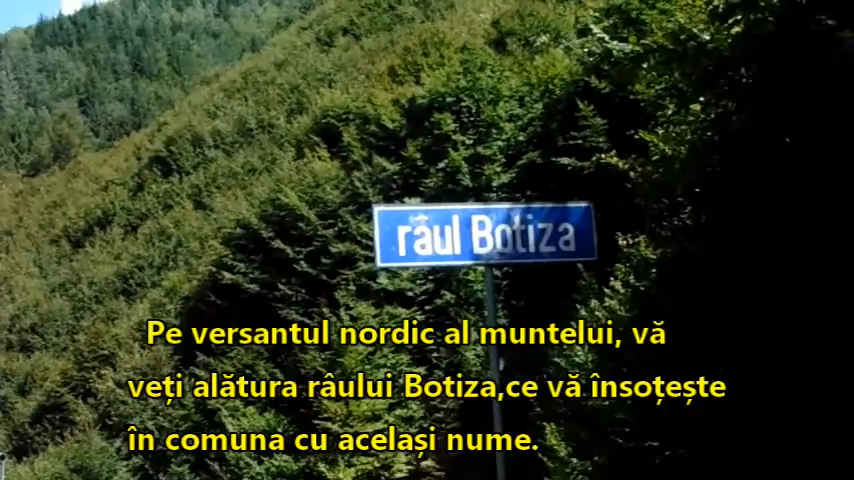 râul Botiza
Pe versantul nordic al muntelui, vă
veți alătura râului Botiza,ce vă însoțește
în comuna cu același nume.